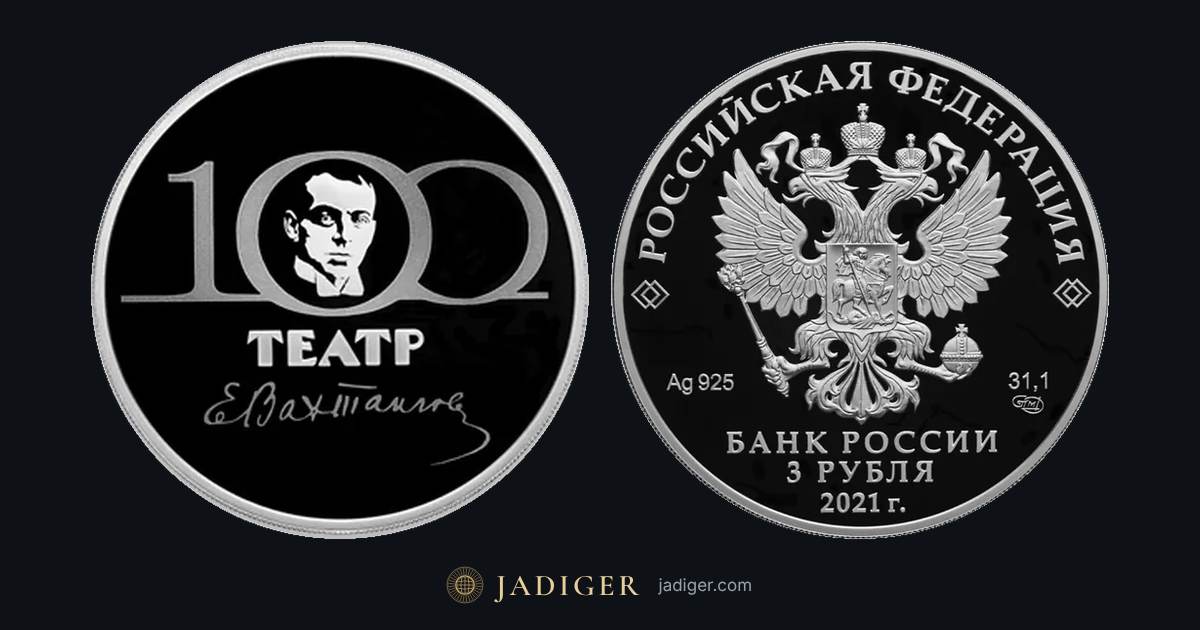 100
ТЕАТР
Е Вахтангов
РОССИЙСКАЯ ФЕДЕРАЦИЯ
Ag 925
31,1
БАНК РОССИИ
3 РУБЛЯ
2021 г.
JADIGER jadiger.com